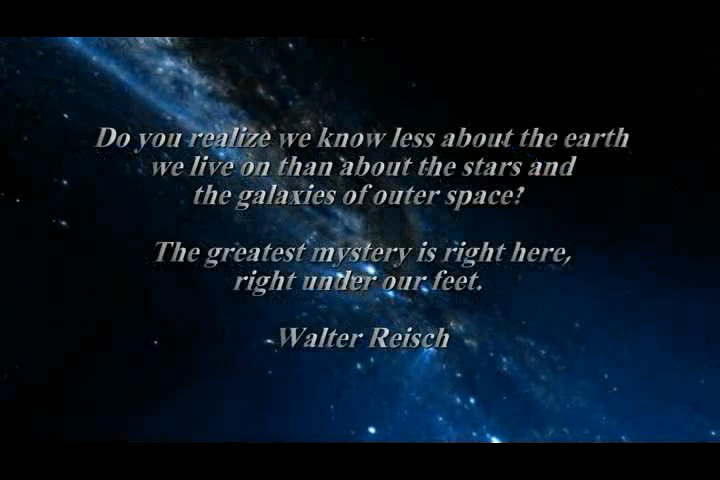 Do you realize we know less about the earth
we live on than about the stars and
the galaxies of outer space?
The greatest mystery is right here,
right under our feet.
Walter Reisch